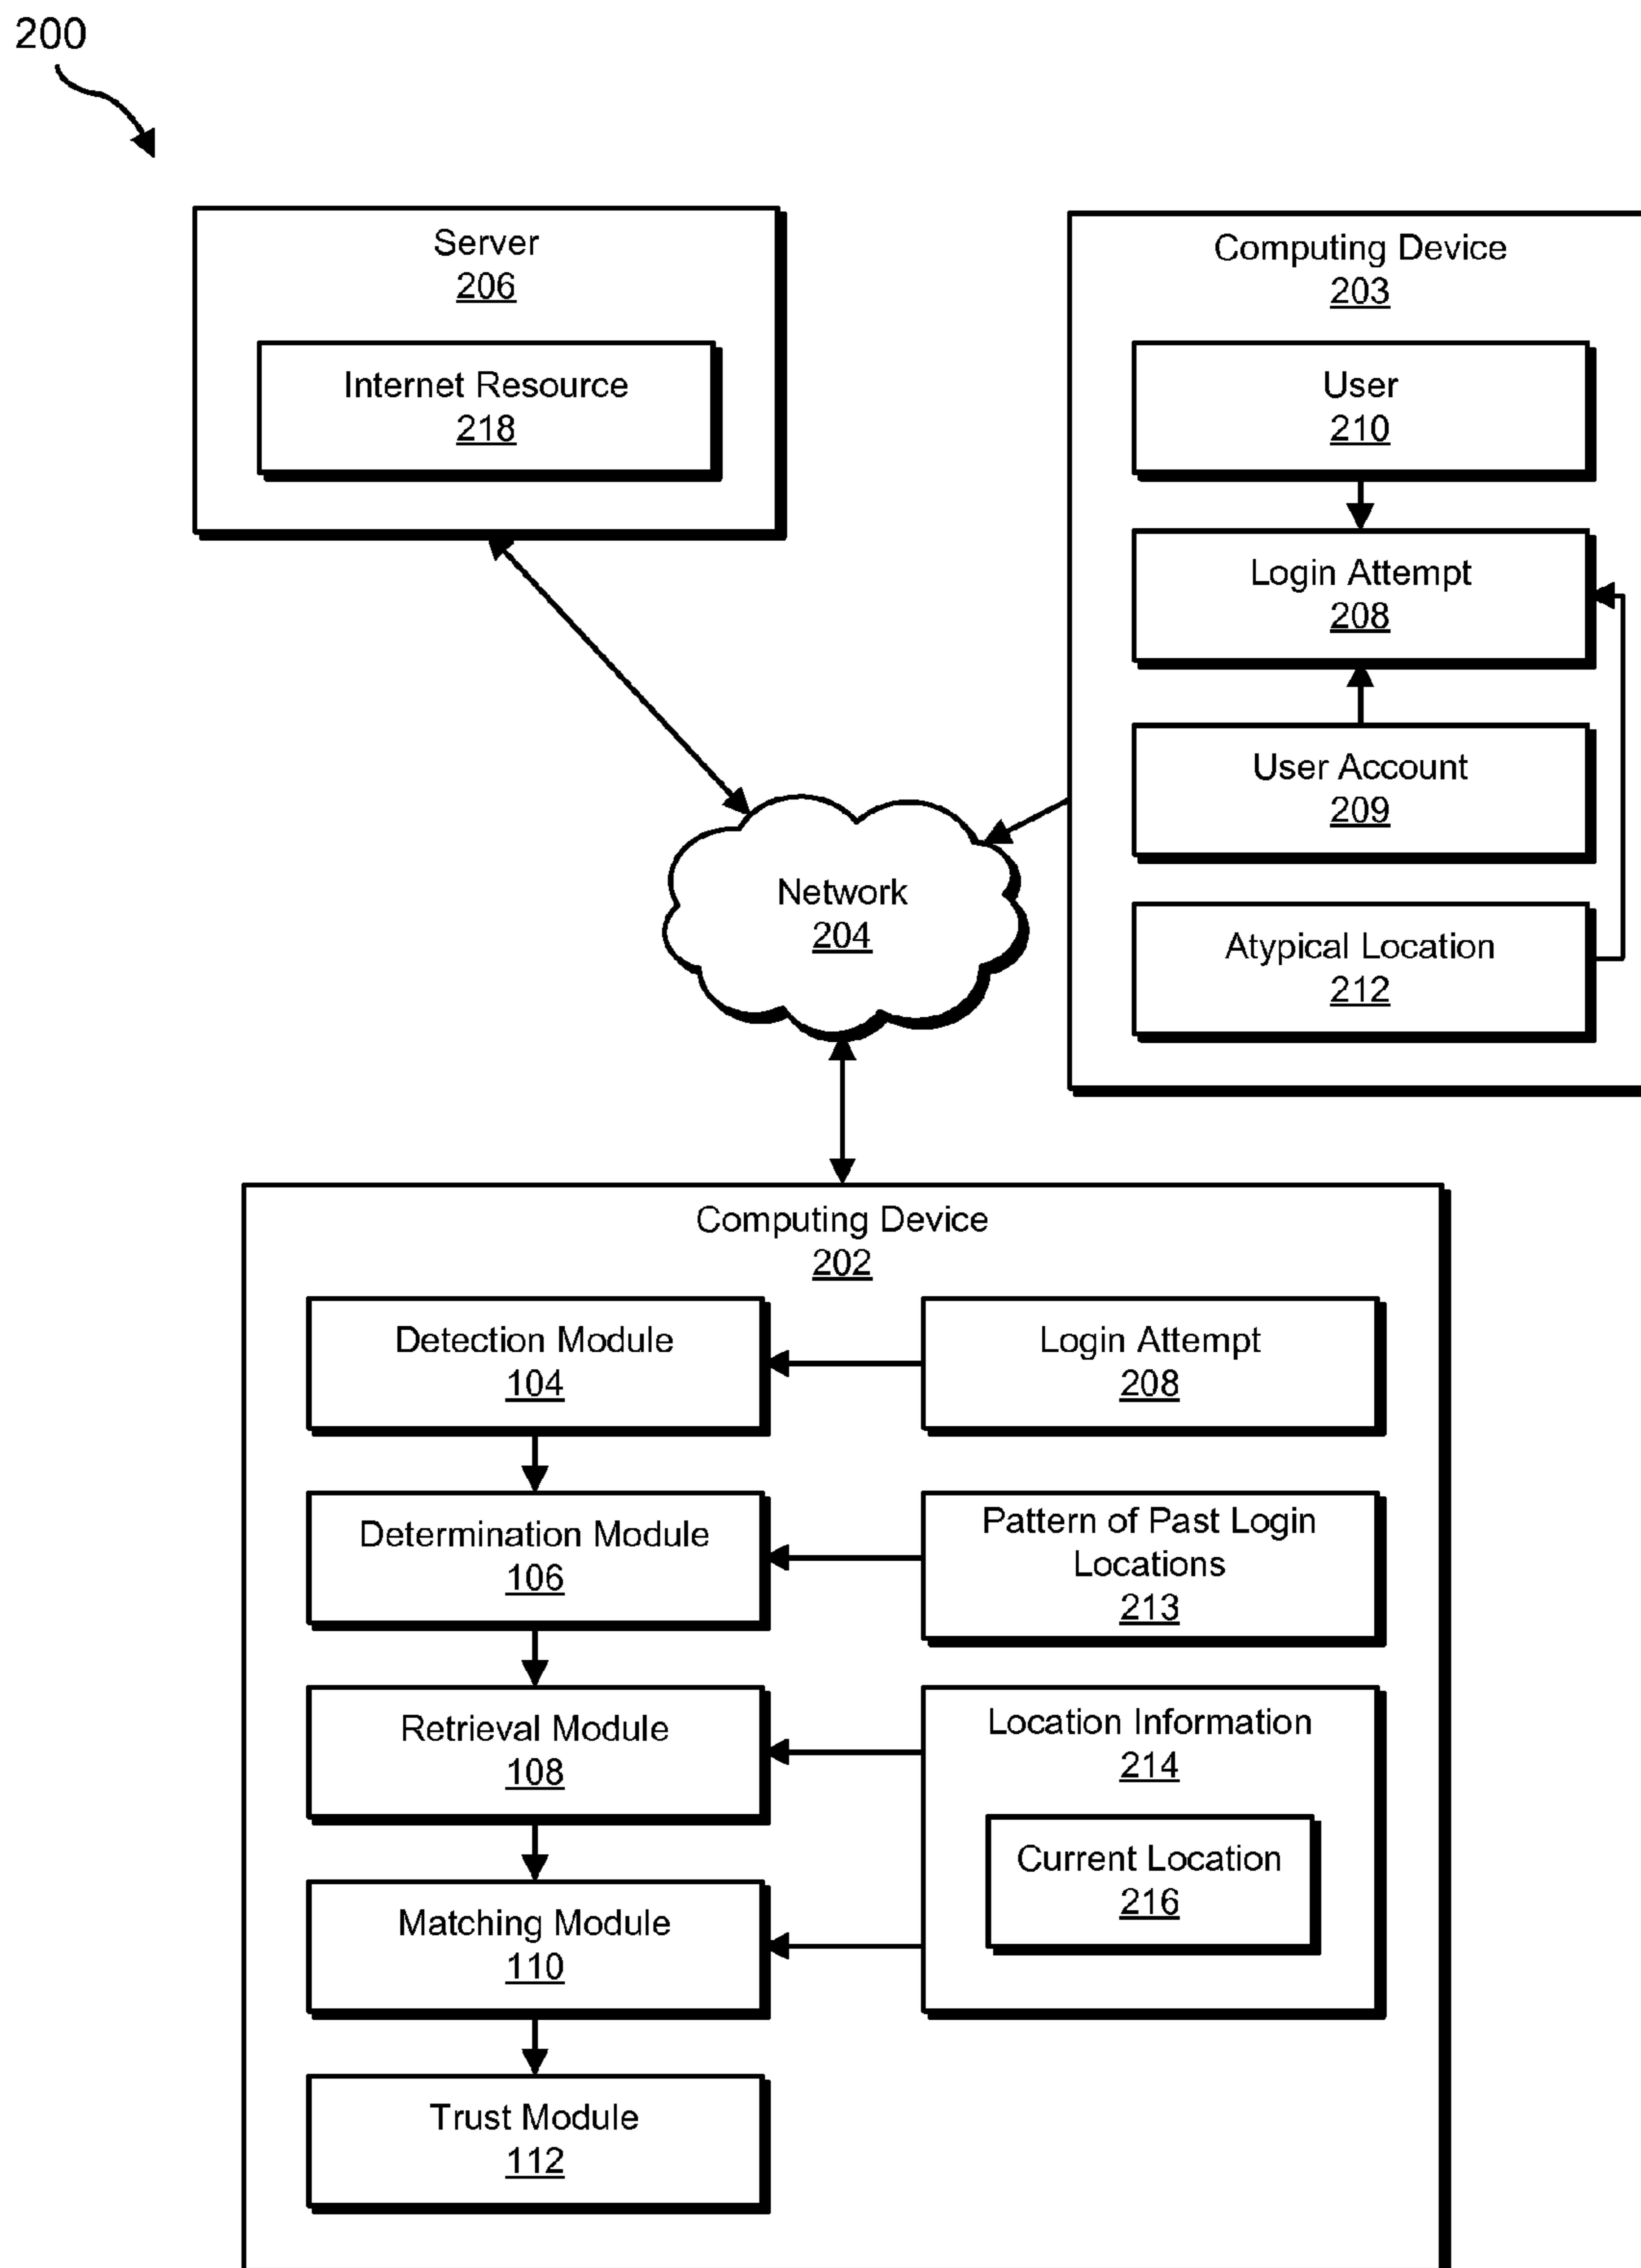 200
Server
206
Internet Resource
218
Computing Device
203
User
210
Login Attempt
208
User Account
209
Atypical Location
212
Network
204
Computing Device
202
Detection Module
104
Login Attempt
208
Determination Module
106
Pattern of Past Login
Locations
213
Retrieval Module
108
Location Information
214
Current Location
216
Matching Module
110
Trust Module
112